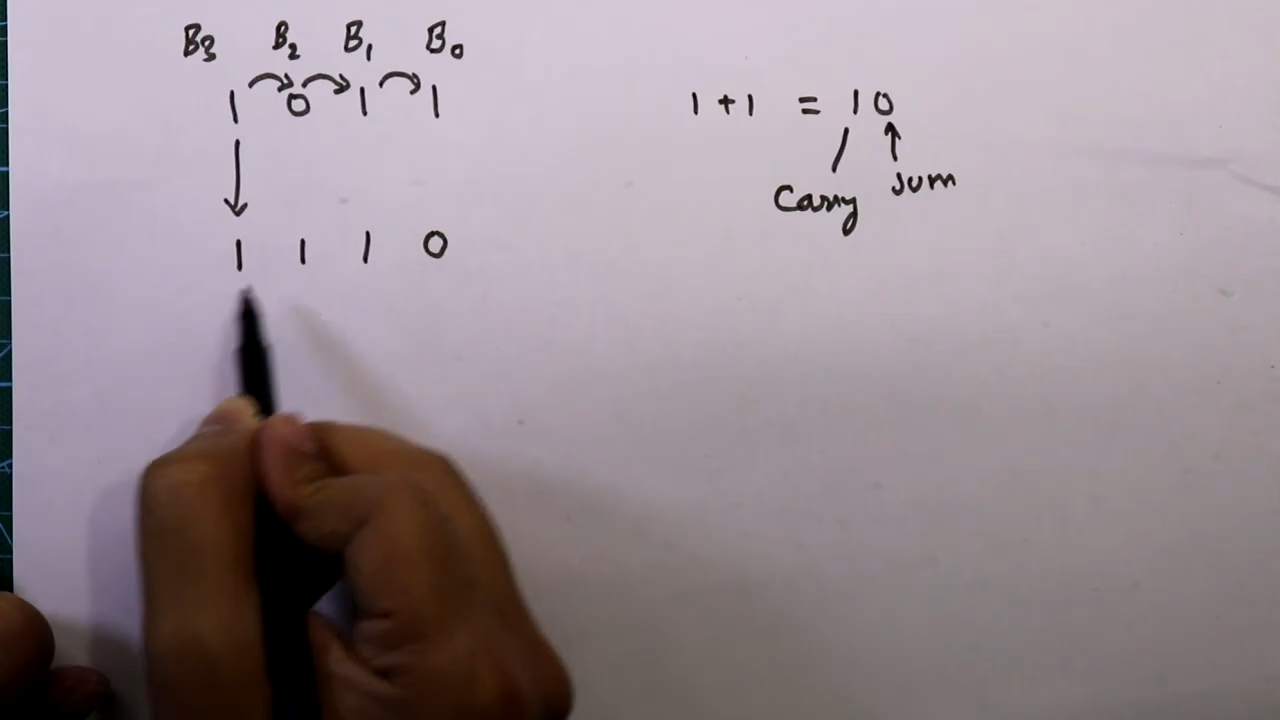 B₃ B₂ B₁ B₀
1 0 1 1
1 1 1 0
1 + 1 = 1 0
Carry sum